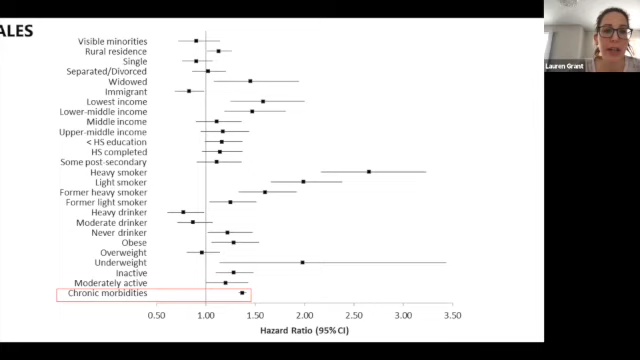 ALES
Lauren Grant
Visible minorities
Rural residence
Single
Separated/Divorced
Widowed
Immigrant
Lowest income
Lower-middle income
Middle income
Upper-middle income
< HS education
HS completed
Some post-secondary
Heavy smoker
Light smoker
Former heavy smoker
Former light smoker
Heavy drinker
Moderate drinker
Never drinker
Obese
Overweight
Underweight
Inactive
Moderately active
Chronic morbidities
0.50 1.00 1.50 2.00 2.50 3.00 3.50
Hazard Ratio (95% CI)